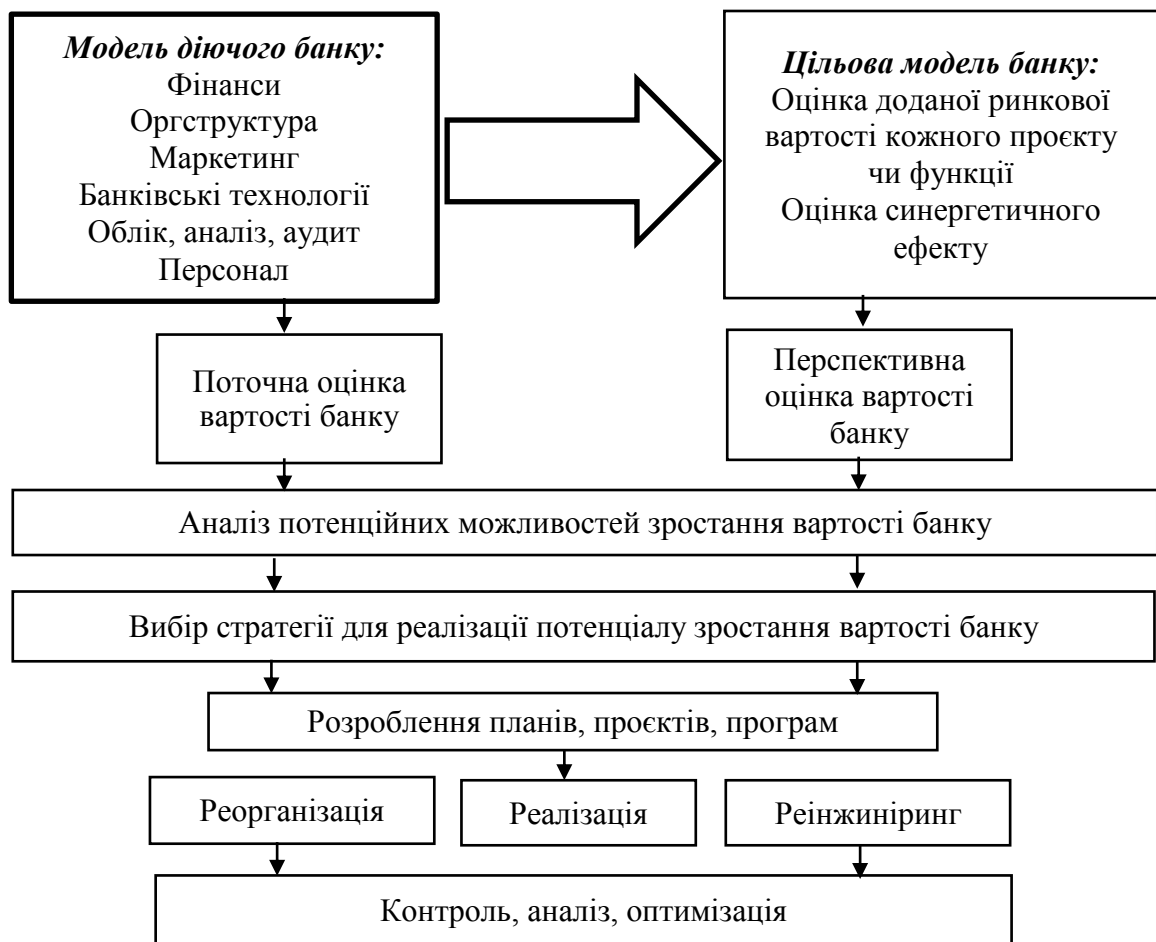 Модель діючого банку:
Фінанси
Оргструктура
Маркетинг
Банківські технології
Облік, аналіз, аудит
Персонал
Цільова модель банку:
Оцінка доданої ринкової
вартості кожного проєкту
чи функції
Оцінка синергетичного
ефекту
Поточна оцінка
вартості банку
Перспективна
оцінка вартості
банку
Аналіз потенційних можливостей зростання вартості банку
Вибір стратегії для реалізації потенціалу зростання вартості банку
Розроблення планів, проєктів, програм
Реорганізація
Реалізація
Реінжиніринг
Контроль, аналіз, оптимізація